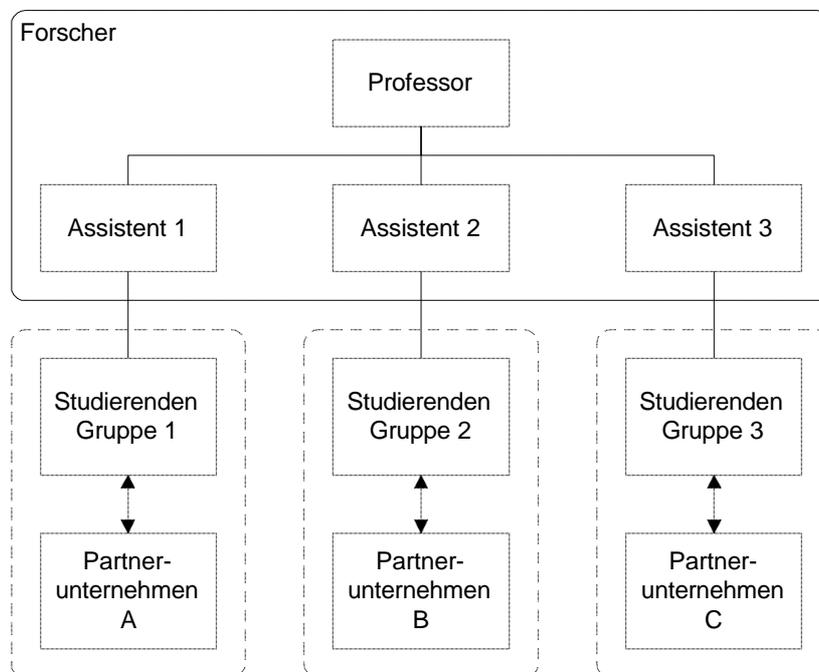 Forscher
Professor
Assistent 1
Assistent 2
Assistent 3
Studierenden
Gruppe 1
Studierenden
Gruppe 2
Studierenden
Gruppe 3
Partner-
unternehmen
A
Partner-
unternehmen
B
Partner-
unternehmen
C